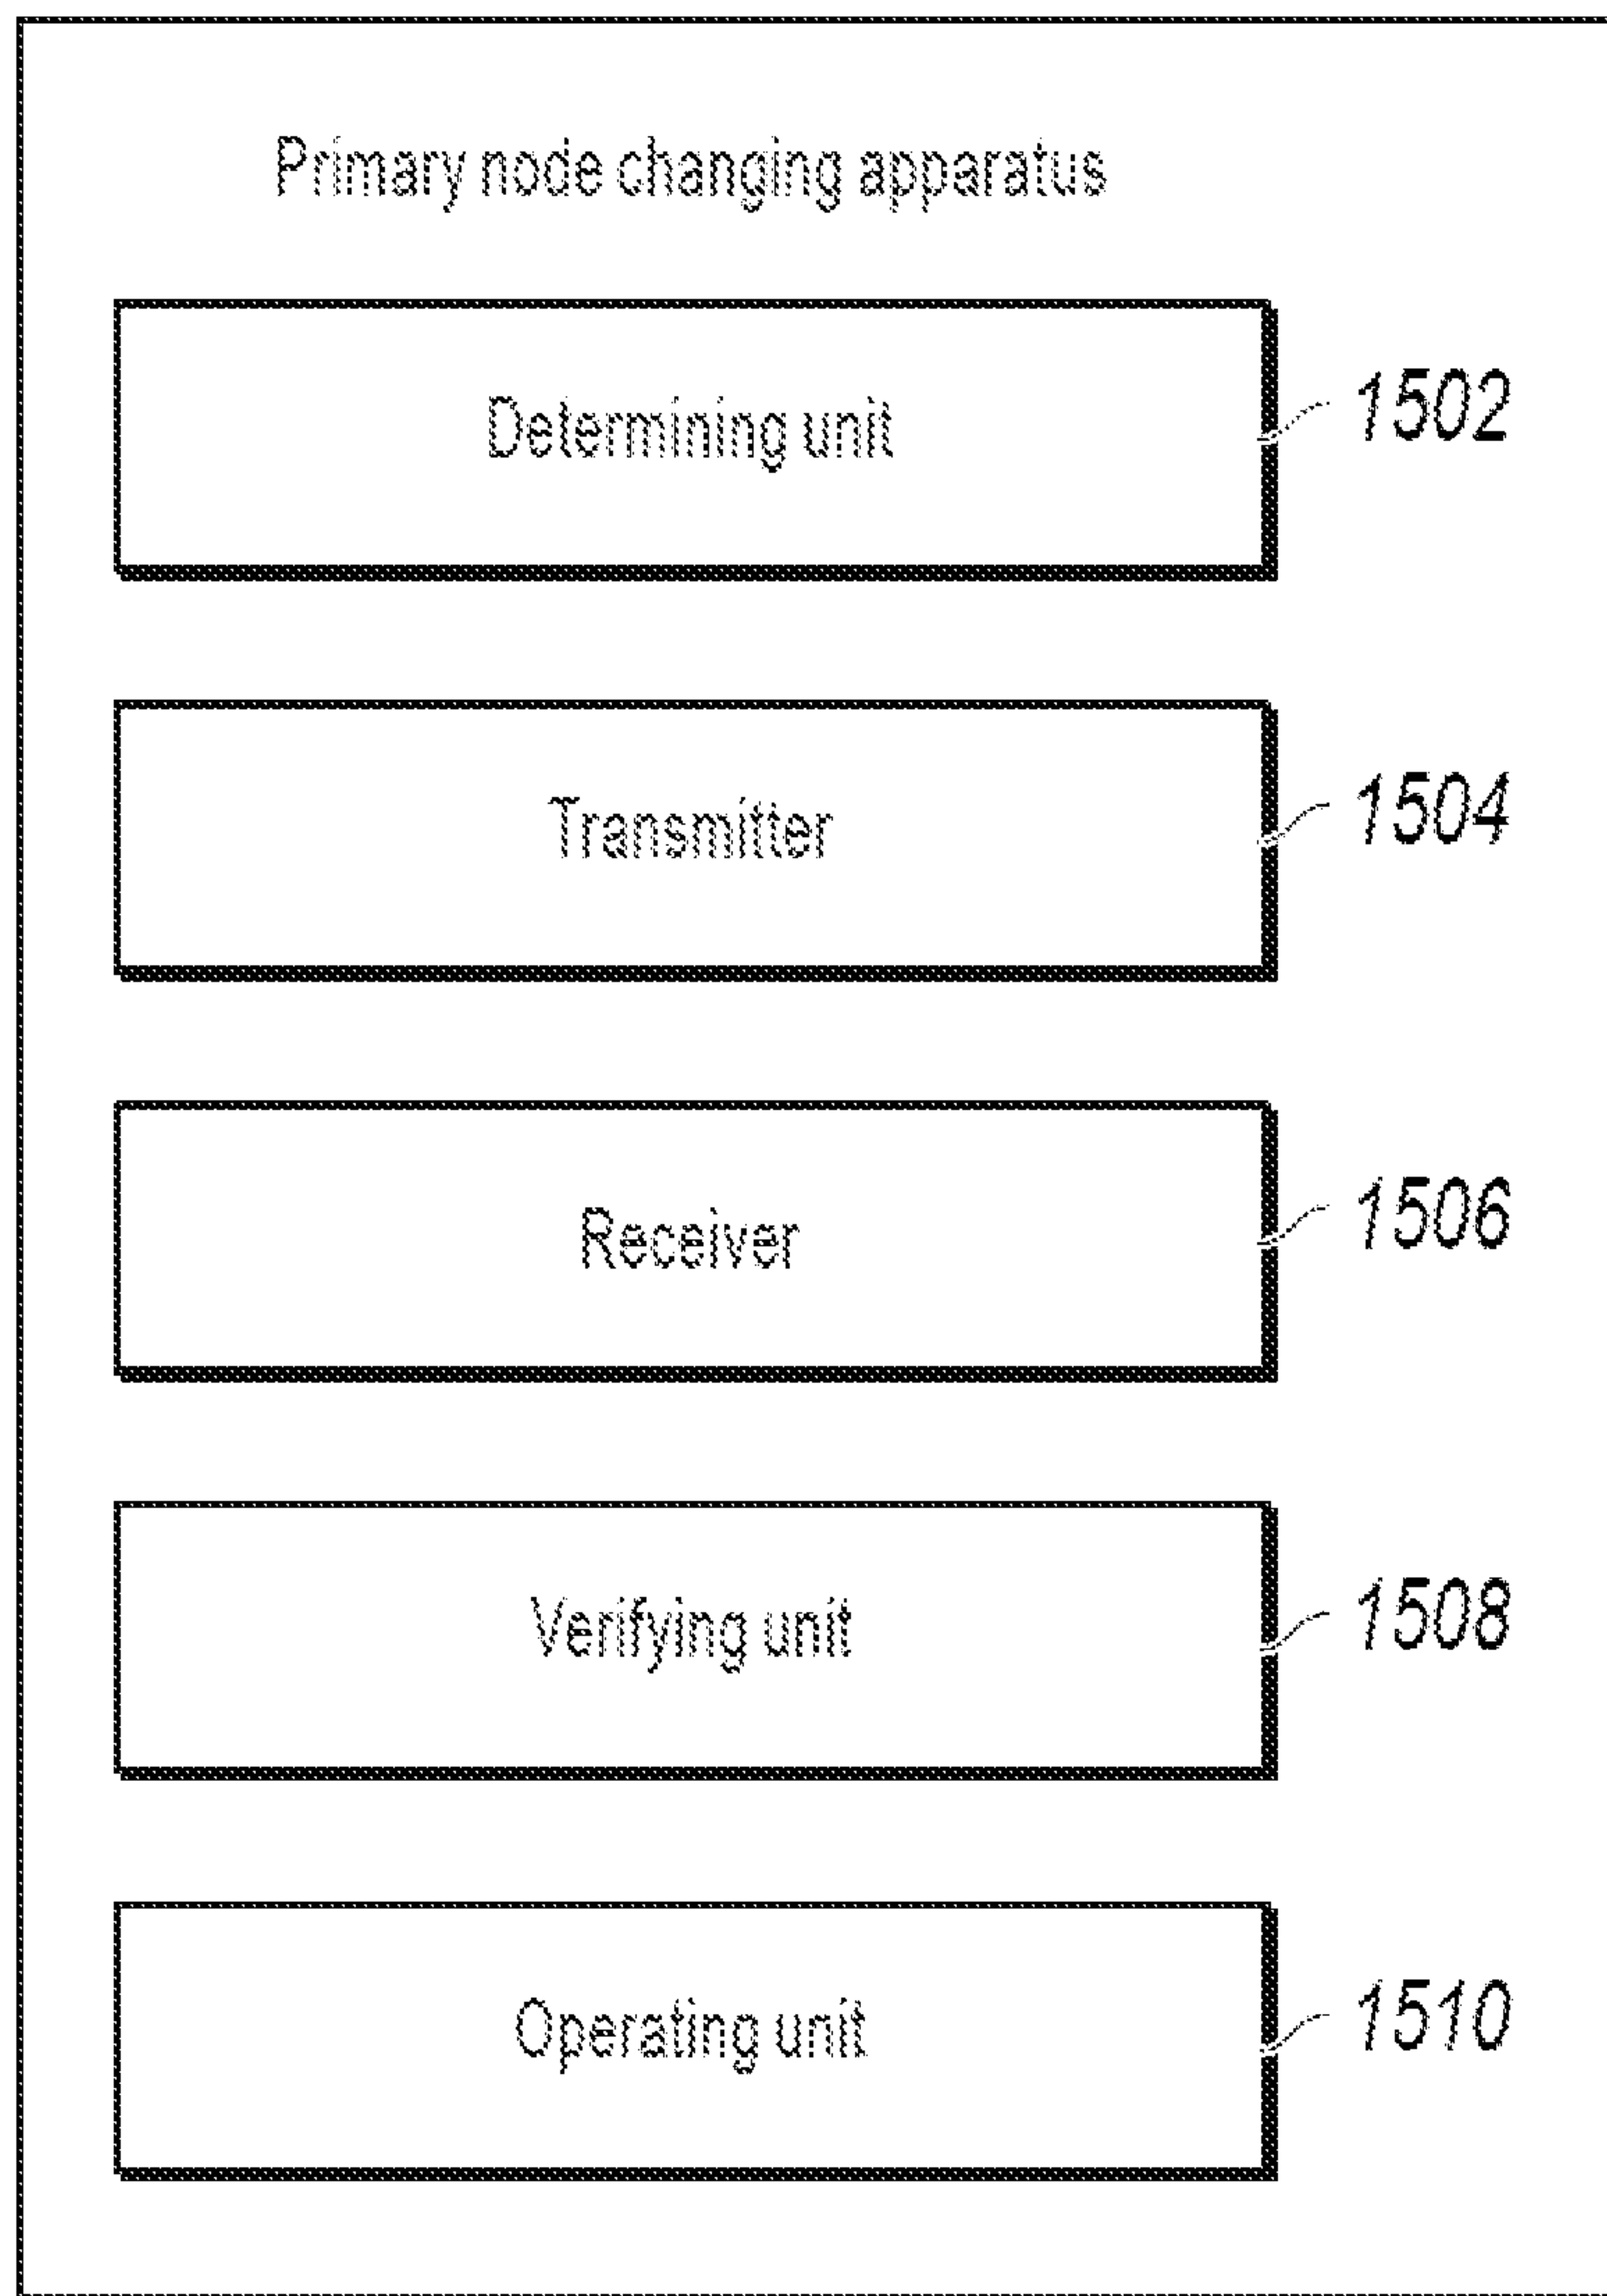 Primary node changing apparatus
Determining unit
1502
Transmitter
1504
Receiver
1506
Verifying unit
1508
Operating unit
1510